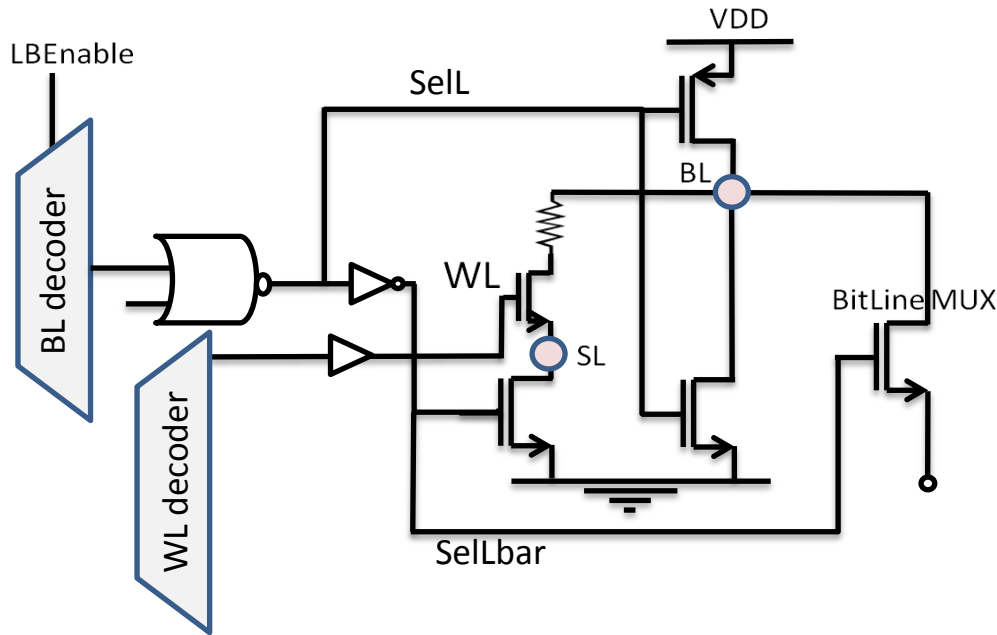 VDD
LBEnable
SelL
BL
BL decoder
WL
BitLine MUX
SL
WL decoder
SelLbar